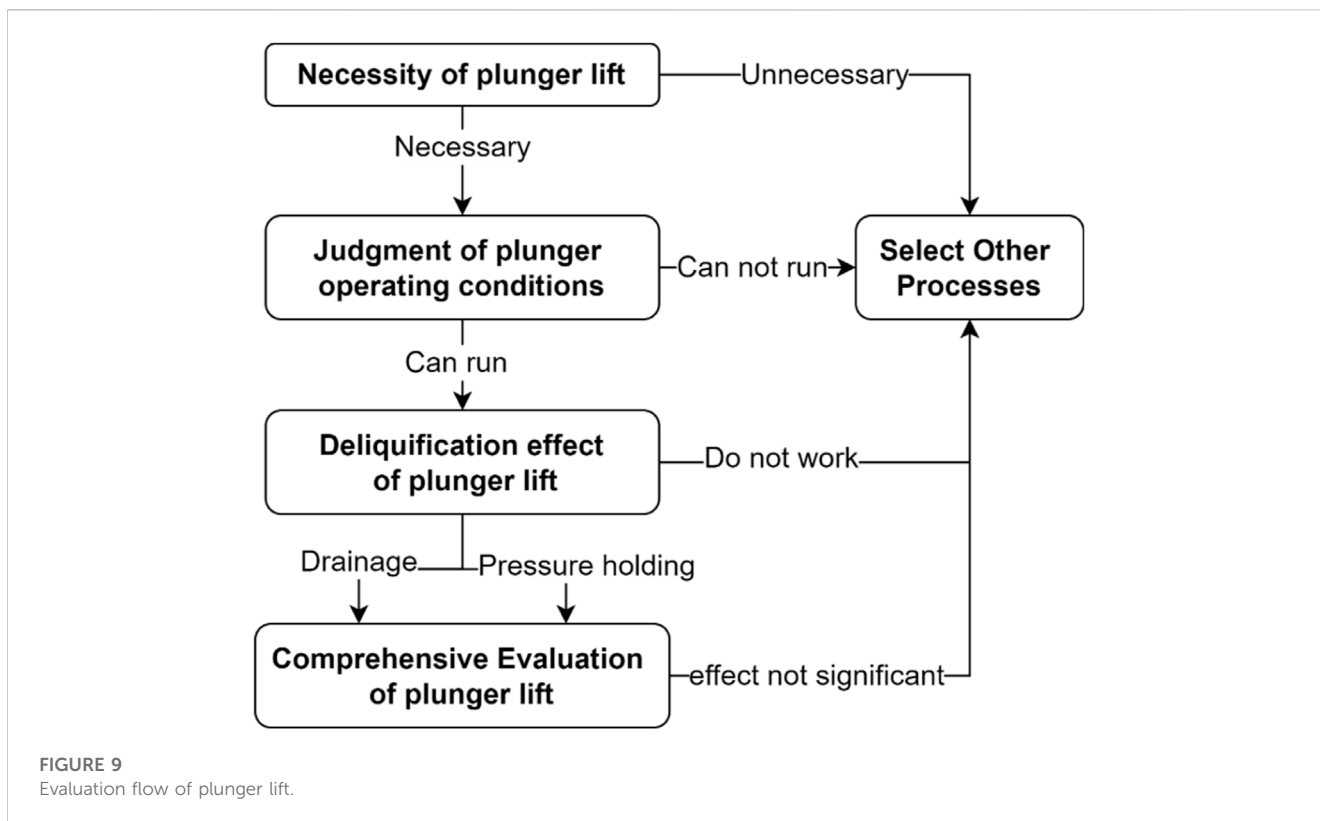 Necessity of plunger lift
Unnecessary
Necessary
Judgment of plunger
operating conditions
Can not run
Select Other
Processes
Can run
Deliquification effect
of plunger lift
Do not work
Drainage
Pressure holding
Comprehensive Evaluation
of plunger lift
effect not significant
FIGURE 9
Evaluation flow of plunger lift.